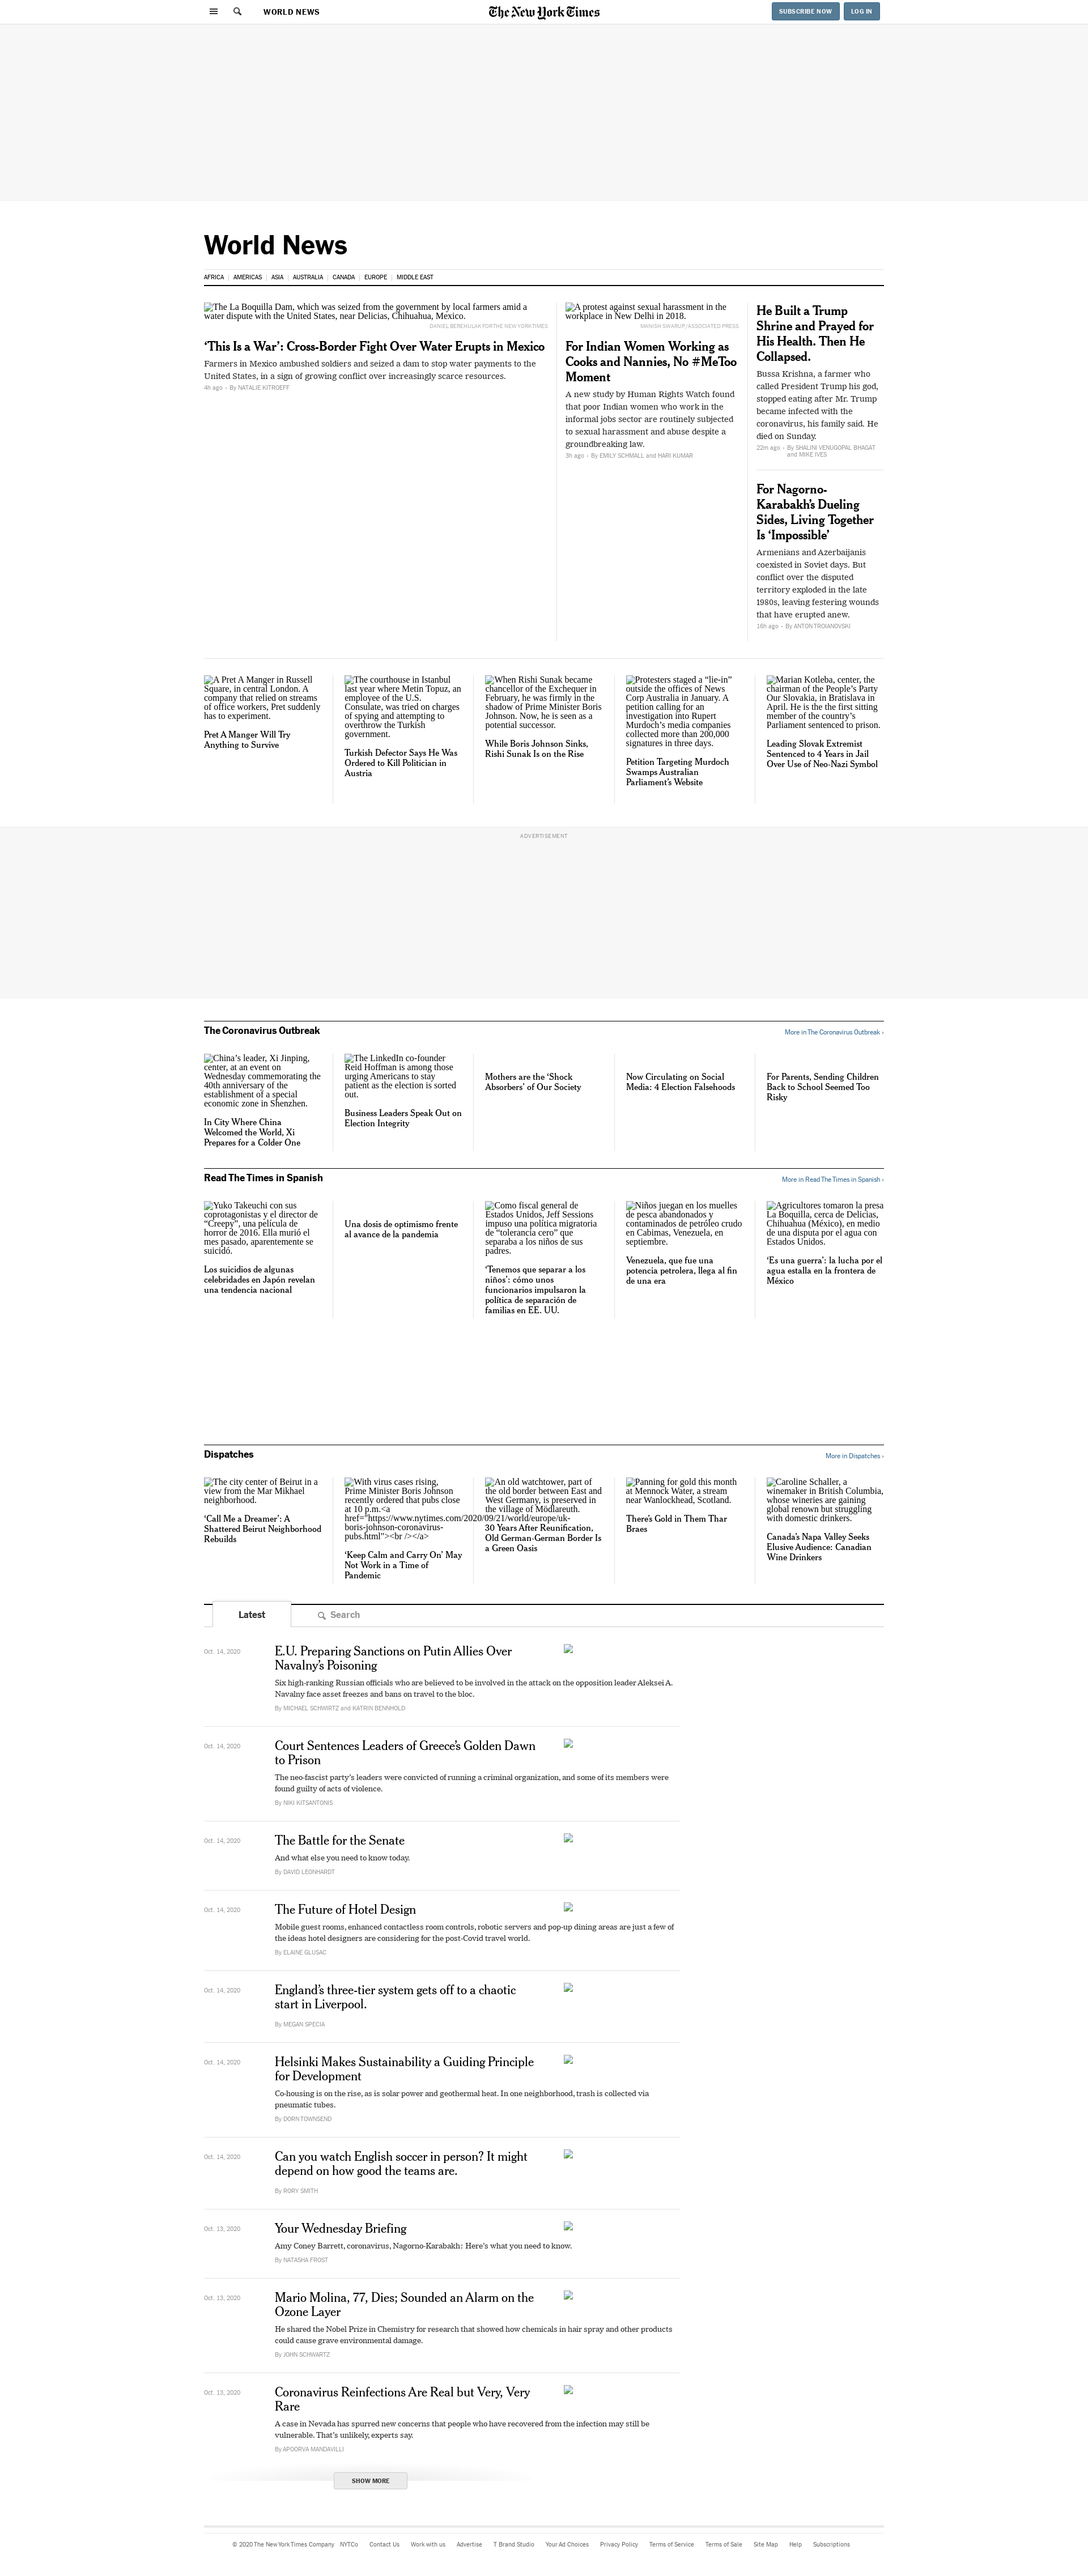 WORLD NEWS
The New York Times
SUBSCRIBE NOW
LOG IN
World News
AFRICA
AMERICAS
ASIA
AUSTRALIA
CANADA
EUROPE
MIDDLE EAST
The La Boquilla Dam, which was seized from the government by local farmers amid a
water dispute with the United States, near Delicias, Chihuahua, Mexico.
DANIEL BEREHULAK FOR THE NEW YORK TIMES
‘This Is a War’: Cross-Border Fight Over Water Erupts in Mexico
Farmers in Mexico ambushed soldiers and seized a dam to stop water payments to the
United States, in a sign of growing conflict over increasingly scarce resources.
4h ago • By NATALIE KITROEFF
A protest against sexual harassment in the
workplace in New Delhi in 2018.
MANISH SWARUP/ASSOCIATED PRESS
For Indian Women Working as
Cooks and Nannies, No #MeToo
Moment
A new study by Human Rights Watch found
that poor Indian women who work in the
informal jobs sector are routinely subjected
to sexual harassment and abuse despite a
groundbreaking law.
3h ago • By EMILY SCHMALL and HARI KUMAR
He Built a Trump
Shrine and Prayed for
His Health. Then He
Collapsed.
Bussa Krishna, a farmer who
called President Trump his god,
stopped eating after Mr. Trump
became infected with the
coronavirus, his family said. He
died on Sunday.
22m ago • By SHALINI VENUGOPAL BHAGAT
and MIKE IVES
For Nagorno-
Karabakh’s Dueling
Sides, Living Together
Is ‘Impossible’
Armenians and Azerbaijanis
coexisted in Soviet days. But
conflict over the disputed
territory exploded in the late
1980s, leaving festering wounds
that have erupted anew.
16h ago • By ANTON TROIANOVSKI
A Pret A Manger in Russell
Square, in central London. A
company that relied on streams
of office workers, Pret suddenly
has to experiment.
Pret A Manger Will Try
Anything to Survive
The courthouse in Istanbul
last year where Metin Topuz, an
employee of the U.S.
Consulate, was tried on charges
of spying and attempting to
overthrow the Turkish
government.
Turkish Defector Says He Was
Ordered to Kill Politician in
Austria
When Rishi Sunak became
chancellor of the Exchequer in
February, he was firmly in the
shadow of Prime Minister Boris
Johnson. Now, he is seen as a
potential successor.
While Boris Johnson Sinks,
Rishi Sunak Is on the Rise
Protesters staged a “lie-in”
outside the offices of News
Corp Australia in January. A
petition calling for an
investigation into Rupert
Murdoch’s media companies
collected more than 200,000
signatures in three days.
Petition Targeting Murdoch
Swamps Australian
Parliament’s Website
Marian Kotleba, center, the
chairman of the People’s Party
Our Slovakia, in Bratislava in
April. He is the the first sitting
member of the country’s
Parliament sentenced to prison.
Leading Slovak Extremist
Sentenced to 4 Years in Jail
Over Use of Neo-Nazi Symbol
ADVERTISEMENT
The Coronavirus Outbreak
More in The Coronavirus Outbreak ›
China’s leader, Xi Jinping,
center, at an event on
Wednesday commemorating the
40th anniversary of the
establishment of a special
economic zone in Shenzhen.
In City Where China
Welcomed the World, Xi
Prepares for a Colder One
The LinkedIn co-founder
Reid Hoffman is among those
urging Americans to stay
patient as the election is sorted
out.
Business Leaders Speak Out on
Election Integrity
Mothers are the ‘Shock
Absorbers’ of Our Society
Now Circulating on Social
Media: 4 Election Falsehoods
For Parents, Sending Children
Back to School Seemed Too
Risky
Read The Times in Spanish
More in Read The Times in Spanish ›
Yuko Takeuchi con sus
coprotagonistas y el director de
“Creepy”, una película de
horror de 2016. Ella murió el
mes pasado, aparentemente se
suicidó.
Los suicidios de algunas
celebridades en Japón revelan
una tendencia nacional
Una dosis de optimismo frente
al avance de la pandemia
Como fiscal general de
Estados Unidos, Jeff Sessions
impuso una política migratoria
de “tolerancia cero” que
separaba a los niños de sus
padres.
‘Tenemos que separar a los
niños’: cómo unos
funcionarios impulsaron la
política de separación de
familias en EE. UU.
Niños juegan en los muelles
de pesca abandonados y
contaminados de petróleo crudo
en Cabimas, Venezuela, en
septiembre.
Venezuela, que fue una
potencia petrolera, llega al fin
de una era
Agricultores tomaron la presa
La Boquilla, cerca de Delicias,
Chihuahua (México), en medio
de una disputa por el agua con
Estados Unidos.
‘Es una guerra’: la lucha por el
agua estalla en la frontera de
México
Dispatches
More in Dispatches ›
The city center of Beirut in a
view from the Mar Mikhael
neighborhood.
‘Call Me a Dreamer’: A
Shattered Beirut Neighborhood
Rebuilds
With virus cases rising,
Prime Minister Boris Johnson
recently ordered that pubs close
at 10 p.m.<a
href="https://www.nytimes.com/2020/09/21/world/europe/uk-
boris-johnson-coronavirus-
pubs.html"><br /></a>
‘Keep Calm and Carry On’ May
Not Work in a Time of
Pandemic
An old watchtower, part of
the old border between East and
West Germany, is preserved in
the village of Mödlareuth.
30 Years After Reunification,
Old German-German Border Is
a Green Oasis
Panning for gold this month
at Mennock Water, a stream
near Wanlockhead, Scotland.
There’s Gold in Them Thar
Braes
Caroline Schaller, a
winemaker in British Columbia,
whose wineries are gaining
global renown but struggling
with domestic drinkers.
Canada’s Napa Valley Seeks
Elusive Audience: Canadian
Wine Drinkers
Latest
Search
Oct. 14, 2020
E.U. Preparing Sanctions on Putin Allies Over
Navalny’s Poisoning
Six high-ranking Russian officials who are believed to be involved in the attack on the opposition leader Aleksei A.
Navalny face asset freezes and bans on travel to the bloc.
By MICHAEL SCHWIRTZ and KATRIN BENNHOLD
Oct. 14, 2020
Court Sentences Leaders of Greece’s Golden Dawn
to Prison
The neo-fascist party’s leaders were convicted of running a criminal organization, and some of its members were
found guilty of acts of violence.
By NIKI KITSANTONIS
Oct. 14, 2020
The Battle for the Senate
And what else you need to know today.
By DAVID LEONHARDT
Oct. 14, 2020
The Future of Hotel Design
Mobile guest rooms, enhanced contactless room controls, robotic servers and pop-up dining areas are just a few of
the ideas hotel designers are considering for the post-Covid travel world.
By ELAINE GLUSAC
Oct. 14, 2020
England’s three-tier system gets off to a chaotic
start in Liverpool.
By MEGAN SPECIA
Oct. 14, 2020
Helsinki Makes Sustainability a Guiding Principle
for Development
Co-housing is on the rise, as is solar power and geothermal heat. In one neighborhood, trash is collected via
pneumatic tubes.
By DORN TOWNSEND
Oct. 14, 2020
Can you watch English soccer in person? It might
depend on how good the teams are.
By RORY SMITH
Oct. 13, 2020
Your Wednesday Briefing
Amy Coney Barrett, coronavirus, Nagorno-Karabakh: Here’s what you need to know.
By NATASHA FROST
Oct. 13, 2020
Mario Molina, 77, Dies; Sounded an Alarm on the
Ozone Layer
He shared the Nobel Prize in Chemistry for research that showed how chemicals in hair spray and other products
could cause grave environmental damage.
By JOHN SCHWARTZ
Oct. 13, 2020
Coronavirus Reinfections Are Real but Very, Very
Rare
A case in Nevada has spurred new concerns that people who have recovered from the infection may still be
vulnerable. That’s unlikely, experts say.
By APOORVA MANDAVILLI
SHOW MORE
© 2020 The New York Times Company
NYTCo
Contact Us
Work with us
Advertise
T Brand Studio
Your Ad Choices
Privacy Policy
Terms of Service
Terms of Sale
Site Map
Help
Subscriptions